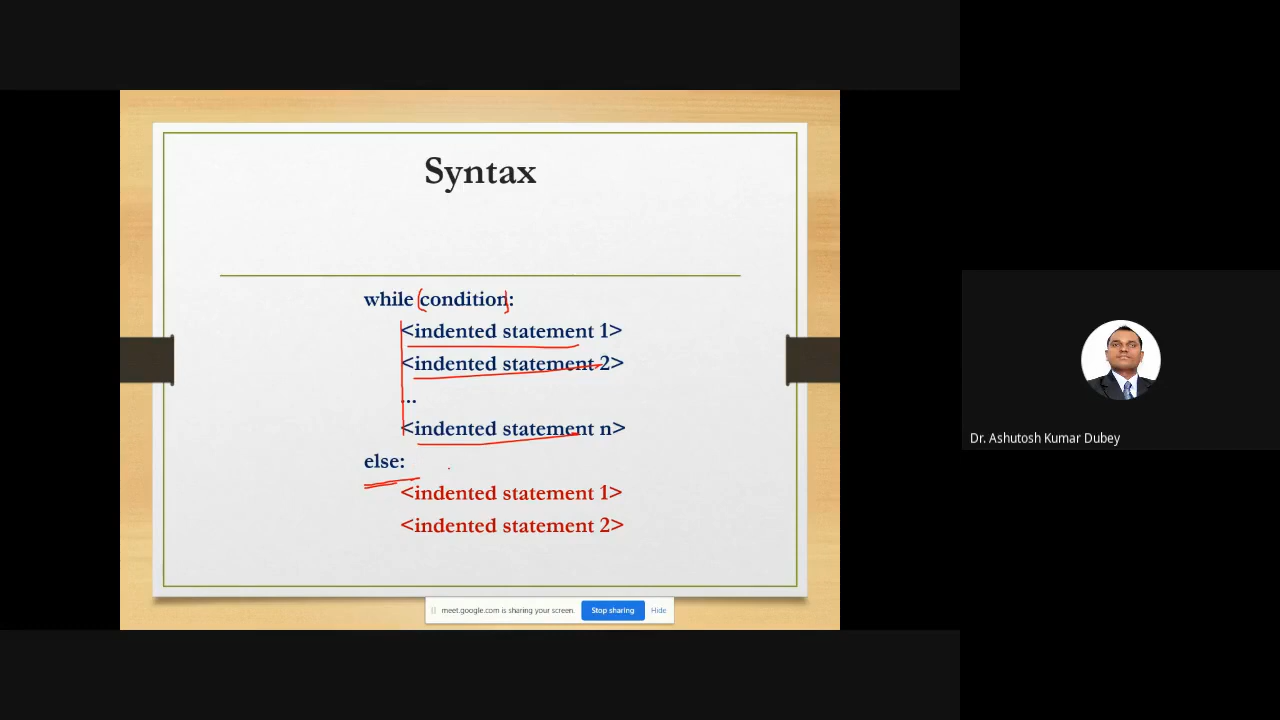 Syntax
while condition:
<indented statement 1>
<indented statement 2>
...
<indented statement n>
else:
<indented statement 1>
<indented statement 2>
meet.google.com is sharing your screen. Stop sharing Hide
Dr. Ashutosh Kumar Dubey